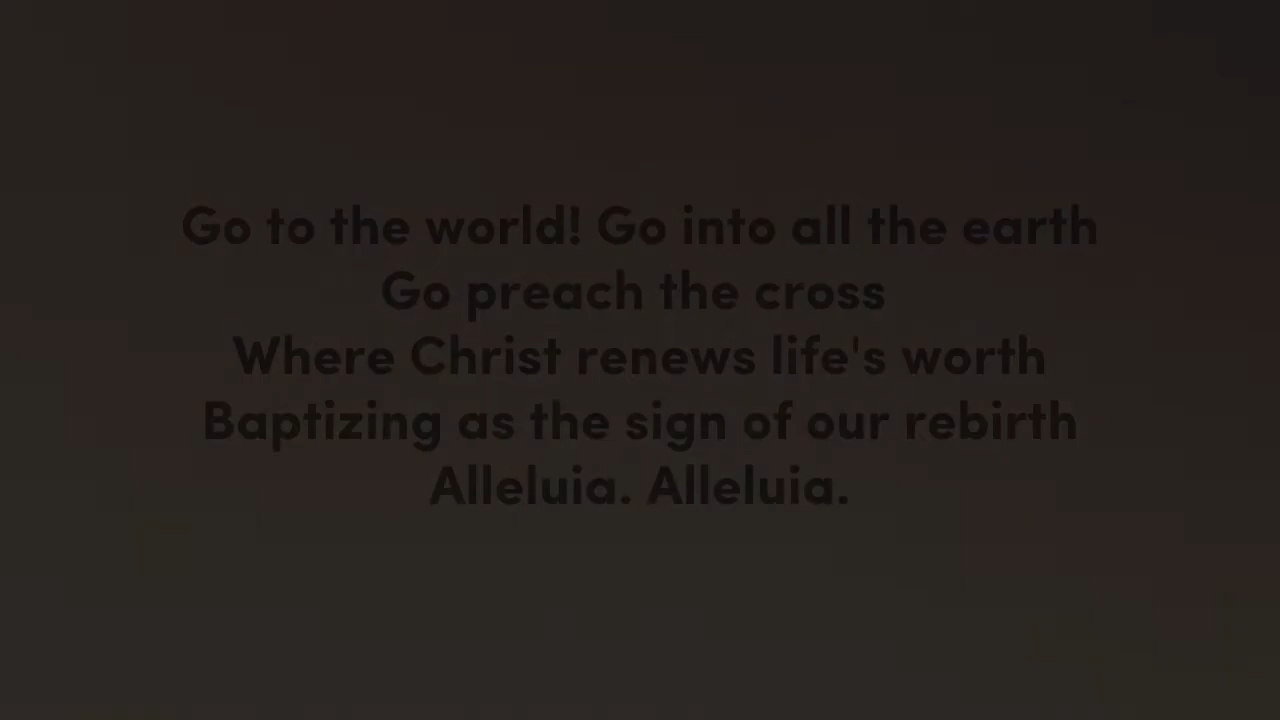 Go to the world! Go into all the earth
Go preach the cross
Where Christ renews life's worth
Baptizing as the sign of our rebirth
Alleluia. Alleluia.